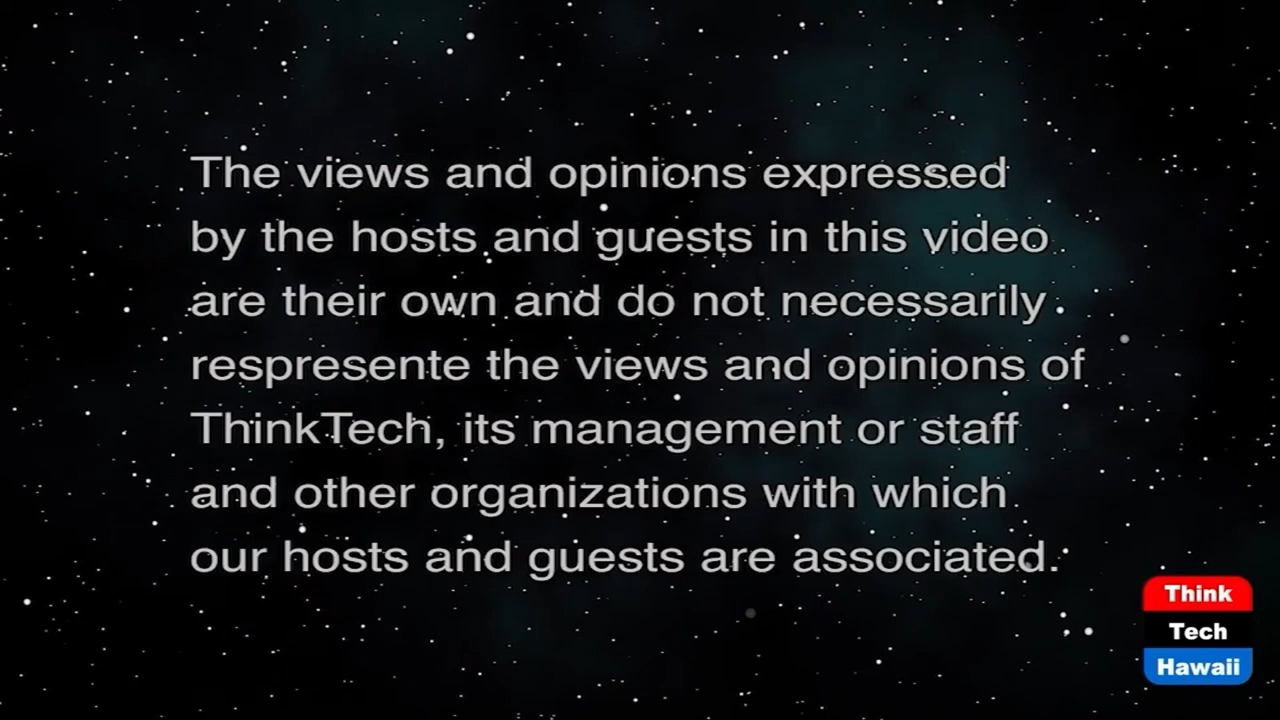 The views and opinions expressed
by the hosts and guests in this video
are their own and do not necessarily
respresente the views and opinions of
ThinkTech, its management or staff
and other organizations with which
our hosts and guests are associated.
Think
Tech
Hawaii